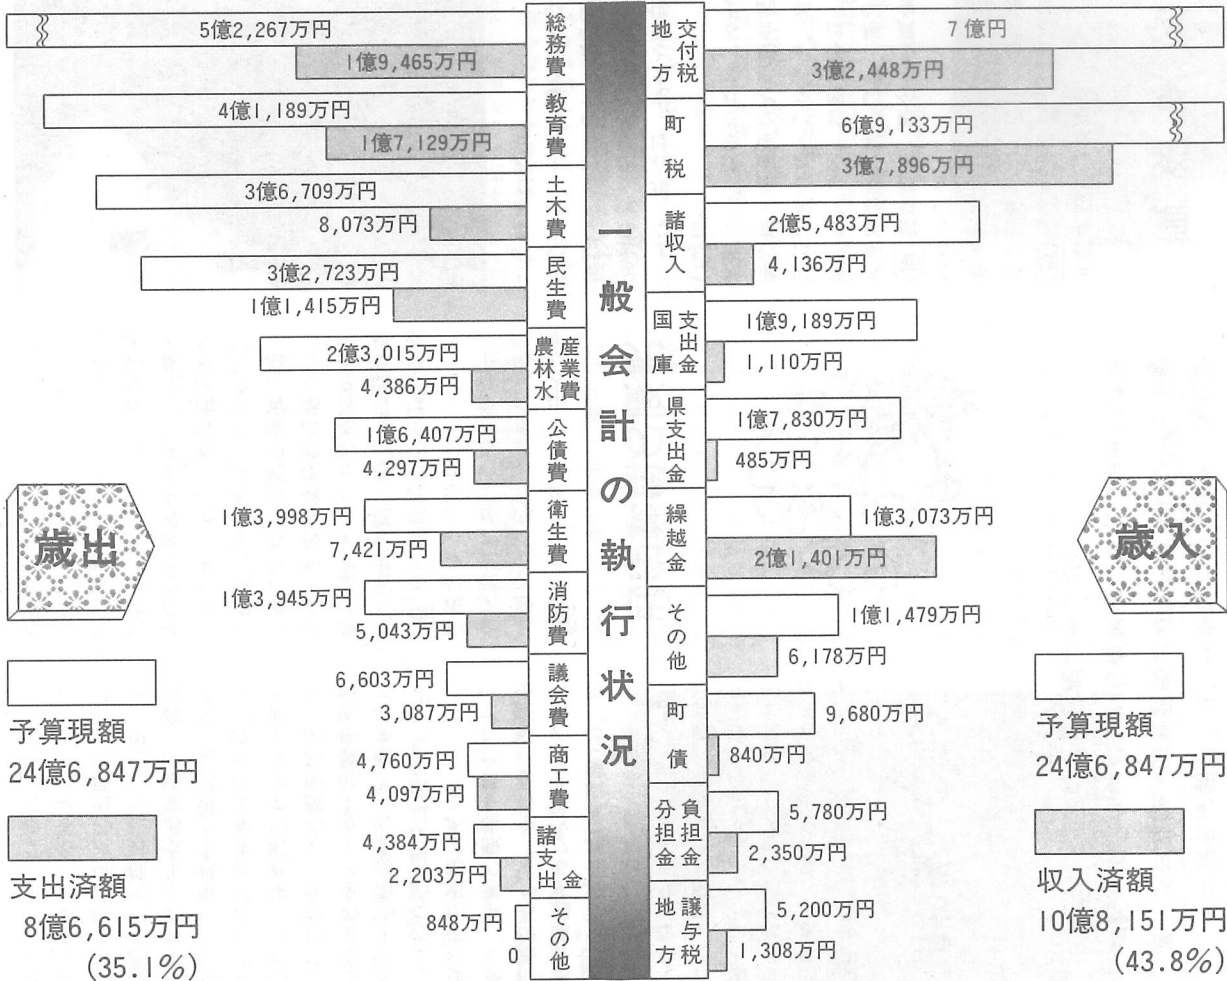 一般会計の執行状況
歳出
総務費
5億2,267万円
1億9,465万円
教育費
4億1,189万円
1億7,129万円
土木費
3億6,709万円
8,073万円
民生費
3億2,723万円
1億1,415万円
農林水産業費
2億3,015万円
4,386万円
公債費
1億6,407万円
4,297万円
衛生費
1億3,998万円
7,421万円
消防費
1億3,945万円
5,043万円
議会費
6,603万円
3,087万円
商工費
4,760万円
4,097万円
諸支出金
4,384万円
2,203万円
その他
848万円
0
予算現額
24億6,847万円
支出済額
8億6,615万円
(35.1%)
歳入
地方交付税
7億円
3億2,448万円
町税
6億9,133万円
3億7,896万円
諸収入
2億5,483万円
4,136万円
国庫支出金
1億9,189万円
1,110万円
県支出金
1億7,830万円
485万円
繰越金
1億3,073万円
2億1,401万円
その他
1億1,479万円
6,178万円
町債
9,680万円
840万円
分担金負担金
5,780万円
2,350万円
地方譲与税
5,200万円
1,308万円
予算現額
24億6,847万円
収入済額
10億8,151万円
(43.8%)